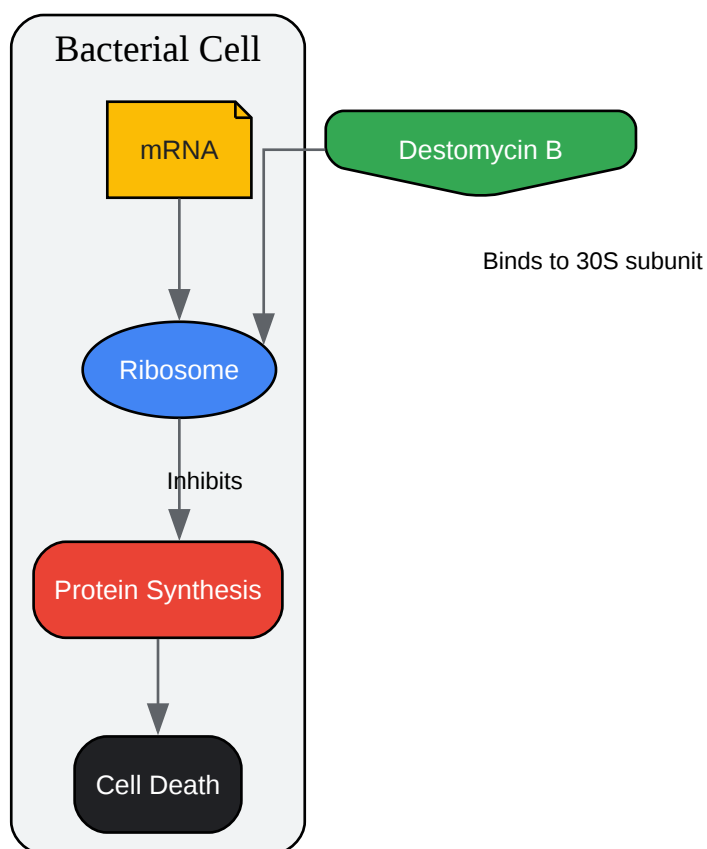 Bacterial Cell
mRNA
Destomycin B
Binds to 30S subunit
Ribosome
Inhibits
Protein Synthesis
Cell Death